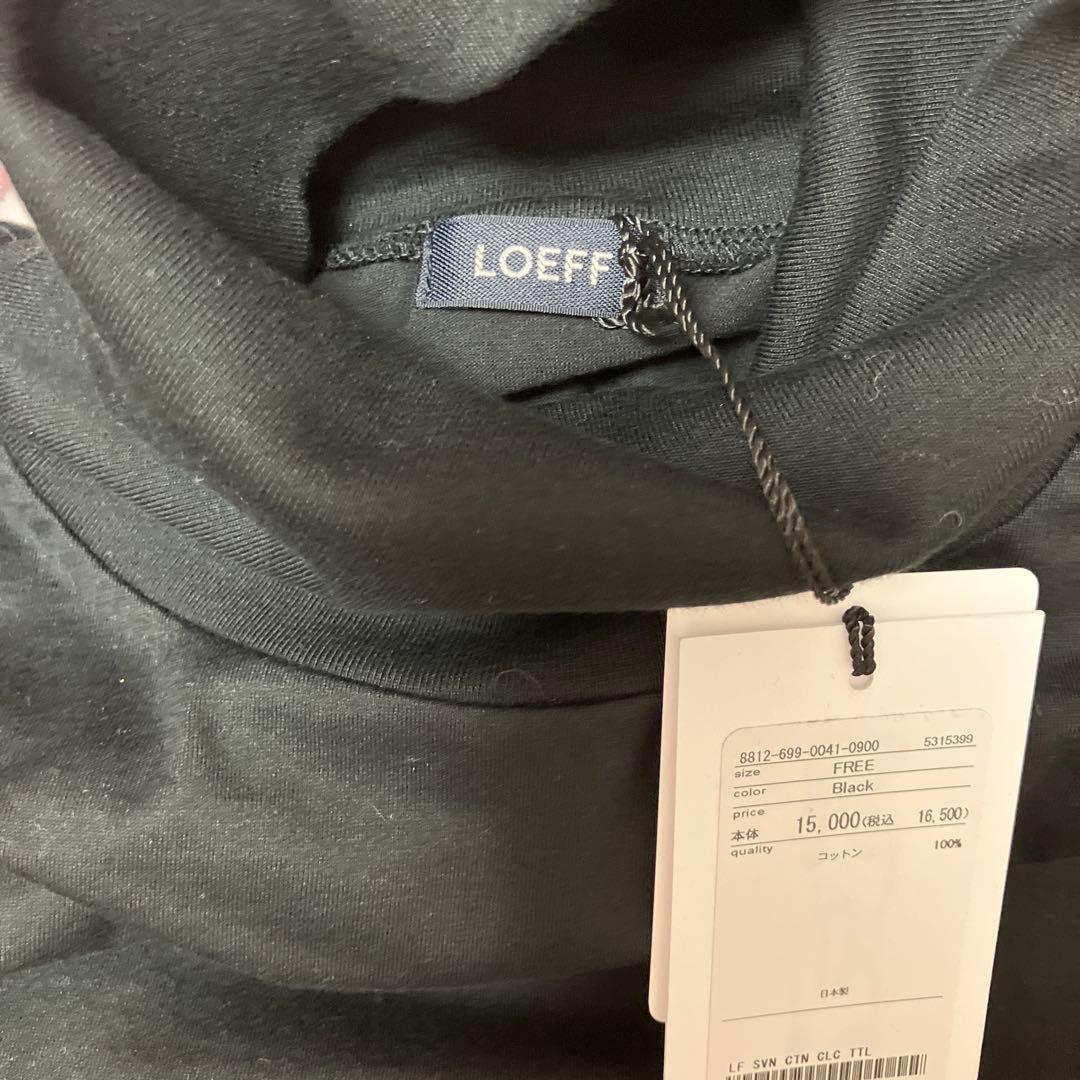 LOEFF
8812-699-0041-0900 5315399
size FREE
color Black
price
本体 15,000(税込 16,500)
quality コットン 100%
日本製
LF SVN CTN CLC TTL